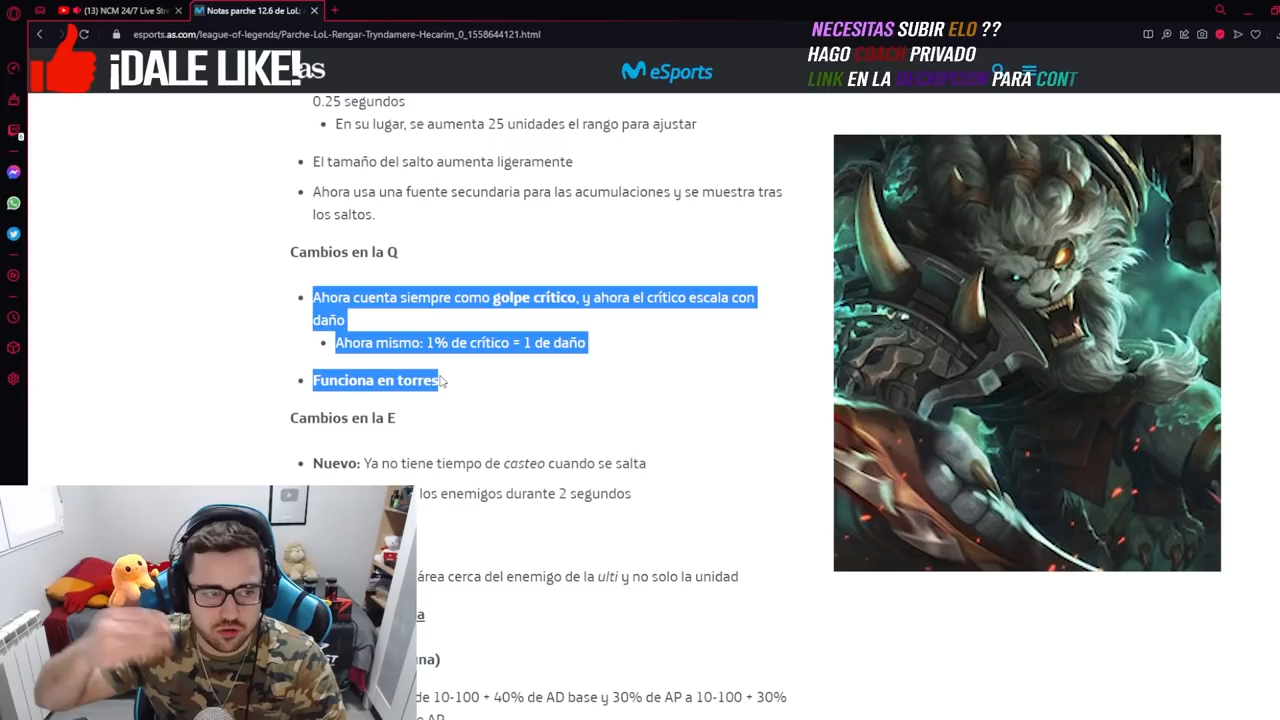 (13) NCM 24/7 Live Stre
Notas parche 12.6 de LoL:
esports.as.com/league-of-legends/Parche-LoL-Rengar-Tryndamere-Hecarim_0_1558644121.html
¡DALE LIKE!
as
eSports
NECESITAS SUBIR ELO ??
HAGO COACH PRIVADO
LINK EN LA DESCRIPCION PARA CONT
0.25 segundos
En su lugar, se aumenta 25 unidades el rango para ajustar
El tamaño del salto aumenta ligeramente
Ahora usa una fuente secundaria para las acumulaciones y se muestra tras
los saltos.
Cambios en la Q
Ahora cuenta siempre como golpe crítico, y ahora el crítico escala con
daño
Ahora mismo: 1% de crítico = 1 de daño
Funciona en torres
Cambios en la E
Nuevo: Ya no tiene tiempo de casteo cuando se salta
los enemigos durante 2 segundos
área cerca del enemigo de la ulti y no solo la unidad
na)
de 10-100 + 40% de AD base y 30% de AP a 10-100 + 30%
de AP